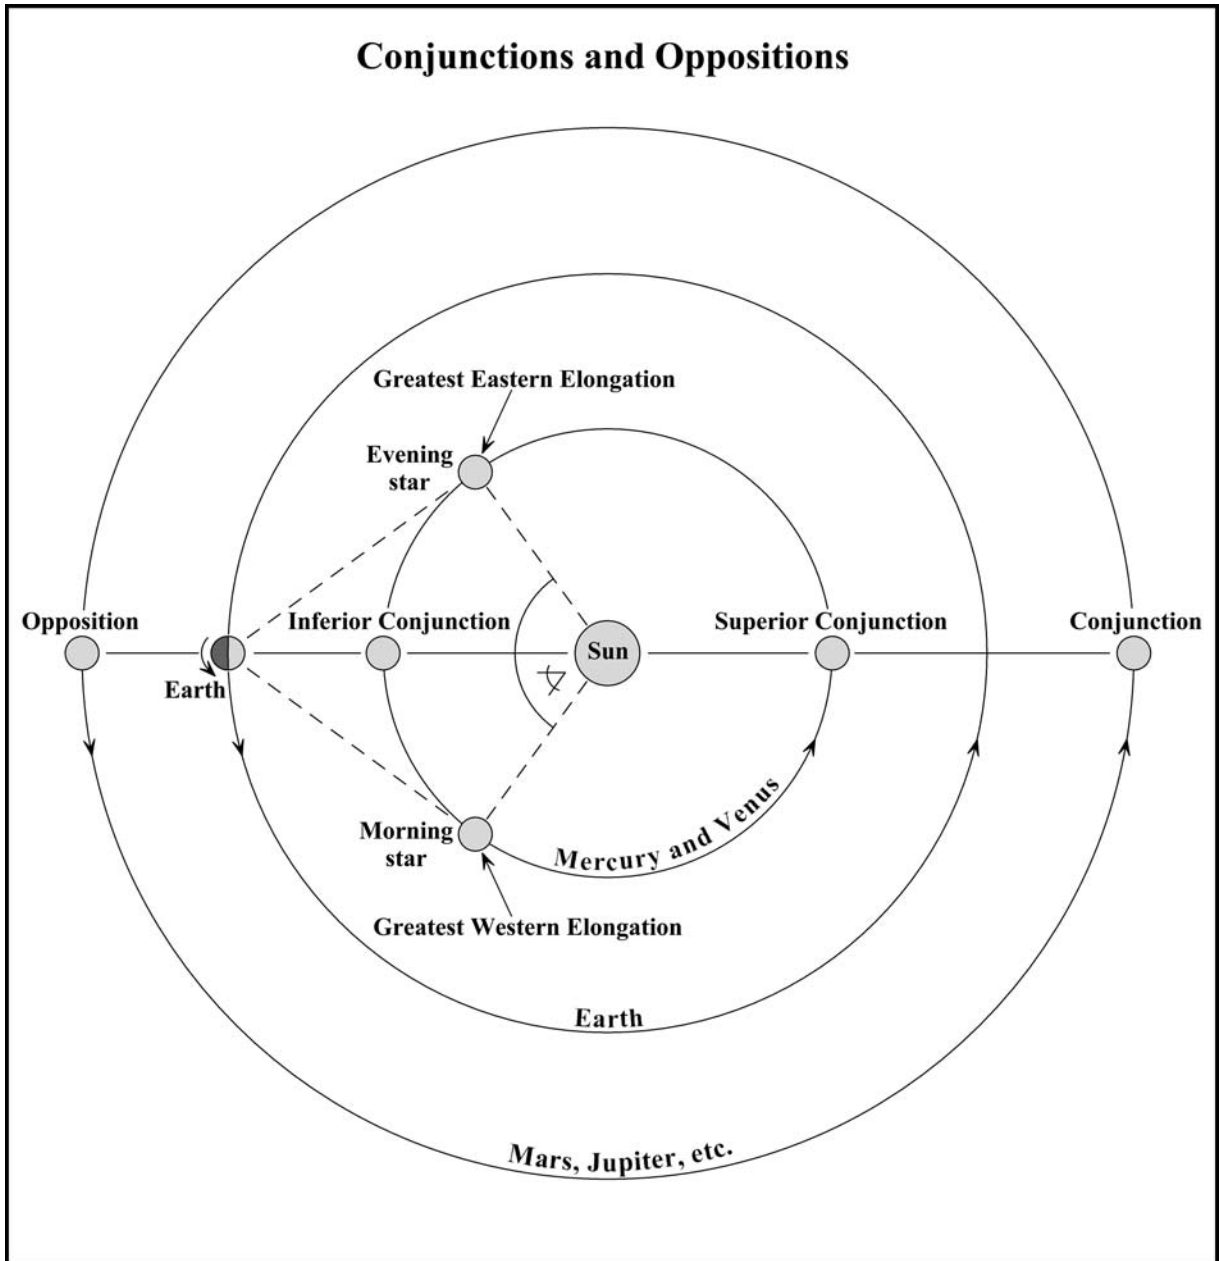 Conjunctions and Oppositions
Greatest Eastern Elongation
Evening
star
Opposition
Inferior Conjunction
Superior Conjunction
Conjunction
Sun
Earth
Morning
star
Mercury and Venus
Greatest Western Elongation
Earth
Mars, Jupiter, etc.